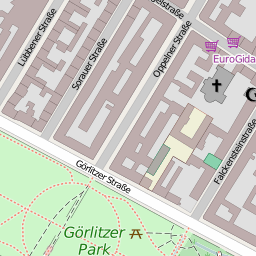 Lübbener Straße
Sorauer Straße
Oppelner Straße
EuroGida
G
Falckensteinstraße
Görlitzer Straße
Görlitzer
Park